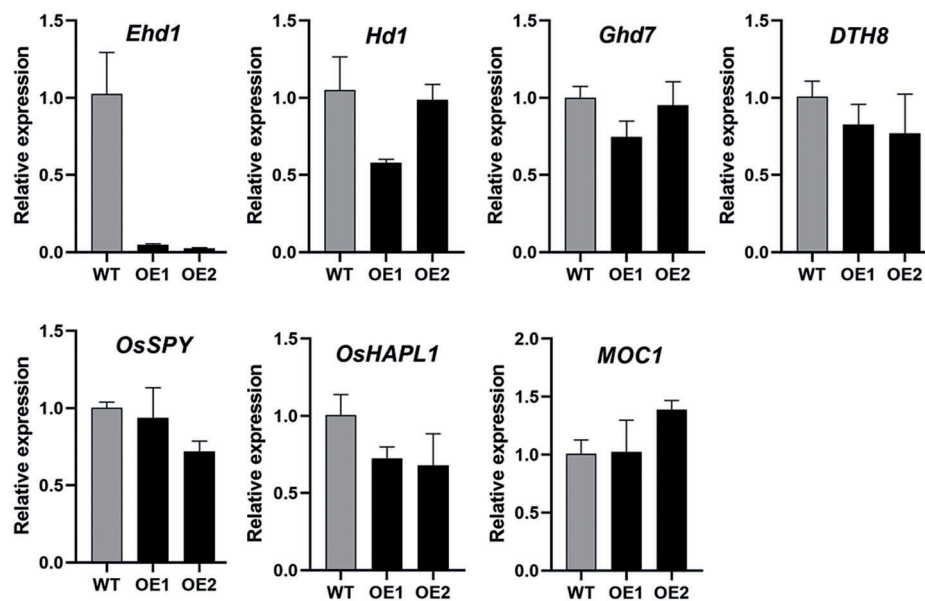 Ehd1
Relative expression
1.5
1.0
0.5
0.0
WT OE1 OE2
Hd1
Relative expression
1.5
1.0
0.5
0.0
WT OE1 OE2
Ghd7
Relative expression
1.5
1.0
0.5
0.0
WT OE1 OE2
DTH8
Relative expression
1.5
1.0
0.5
0.0
WT OE1 OE2
OsSPY
Relative expression
1.5
1.0
0.5
0.0
WT OE1 OE2
OsHAPL1
Relative expression
1.5
1.0
0.5
0.0
WT OE1 OE2
MOC1
Relative expression
2.0
1.5
1.0
0.5
0.0
WT OE1 OE2